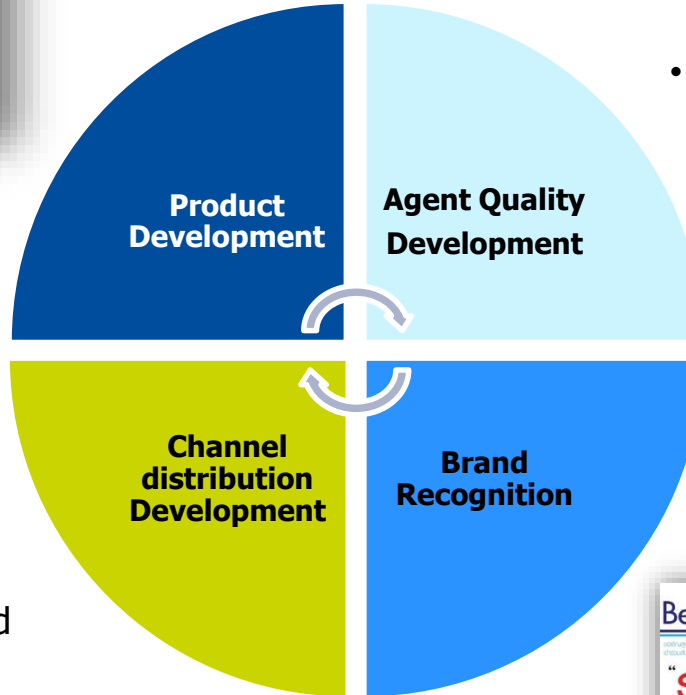 Product
Development
Agent Quality
Development
•
Channel
distribution
Development
Brand
Recognition
d
Be
"S